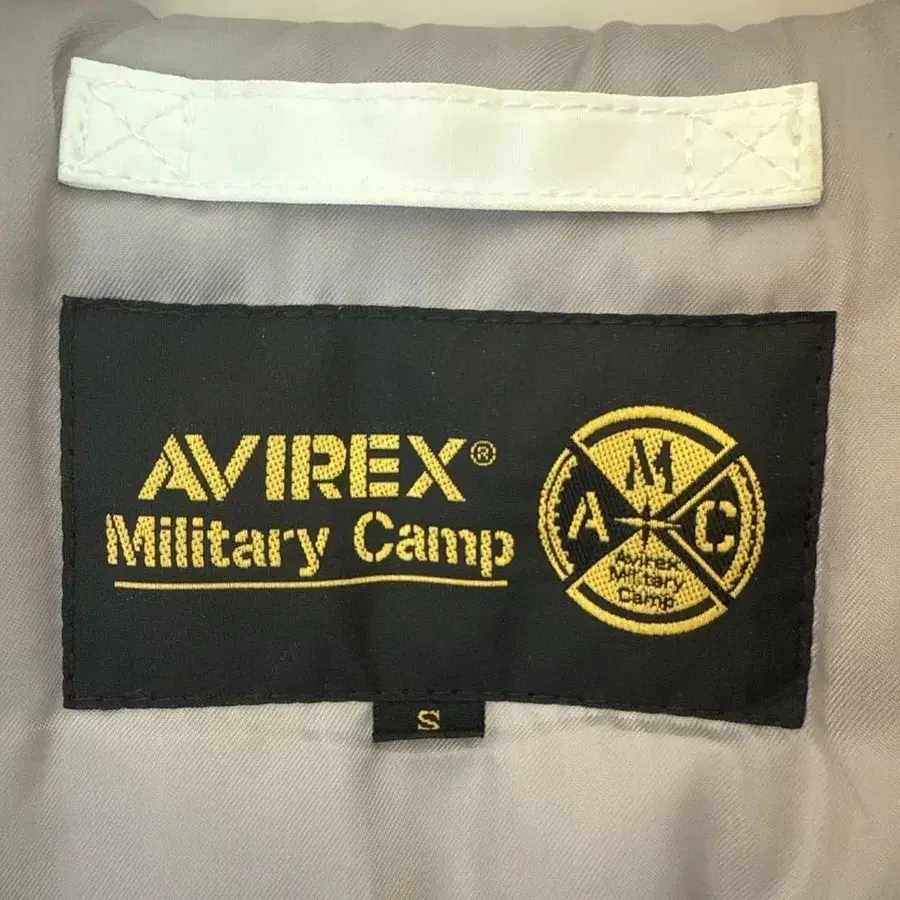 AVIREX®
Military Camp
M
A C
Avirex
Military
Camp
S